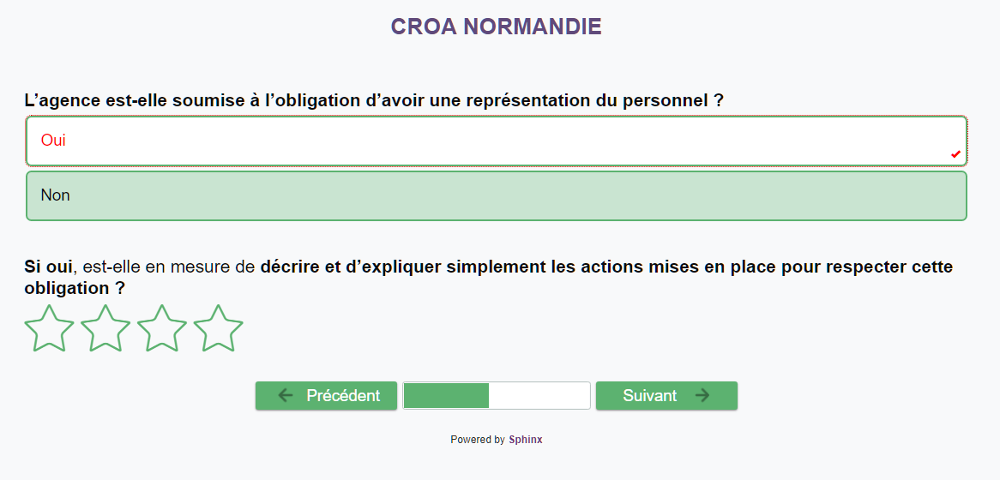 CROA NORMANDIE
L’agence est-elle soumise à l’obligation d’avoir une représentation du personnel ?
Oui
Non
Si oui, est-elle en mesure de décrire et d’expliquer simplement les actions mises en place pour respecter cette
obligation ?
Précédent
Suivant
Powered by Sphinx